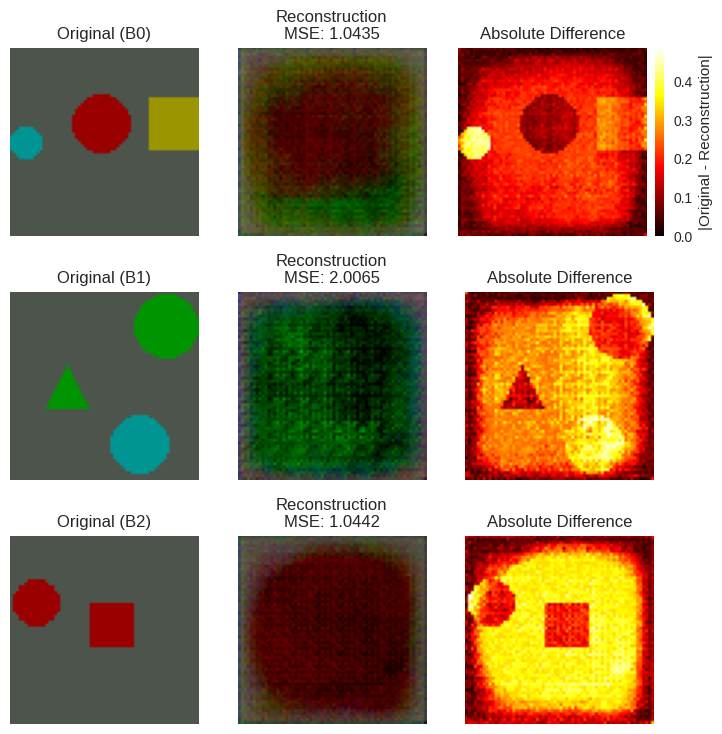 Original (B0)
Reconstruction
MSE: 1.0435
Absolute Difference
0.4
0.3
0.2
0.1
0.0
|Original - Reconstruction|
Original (B1)
Reconstruction
MSE: 2.0065
Absolute Difference
Original (B2)
Reconstruction
MSE: 1.0442
Absolute Difference